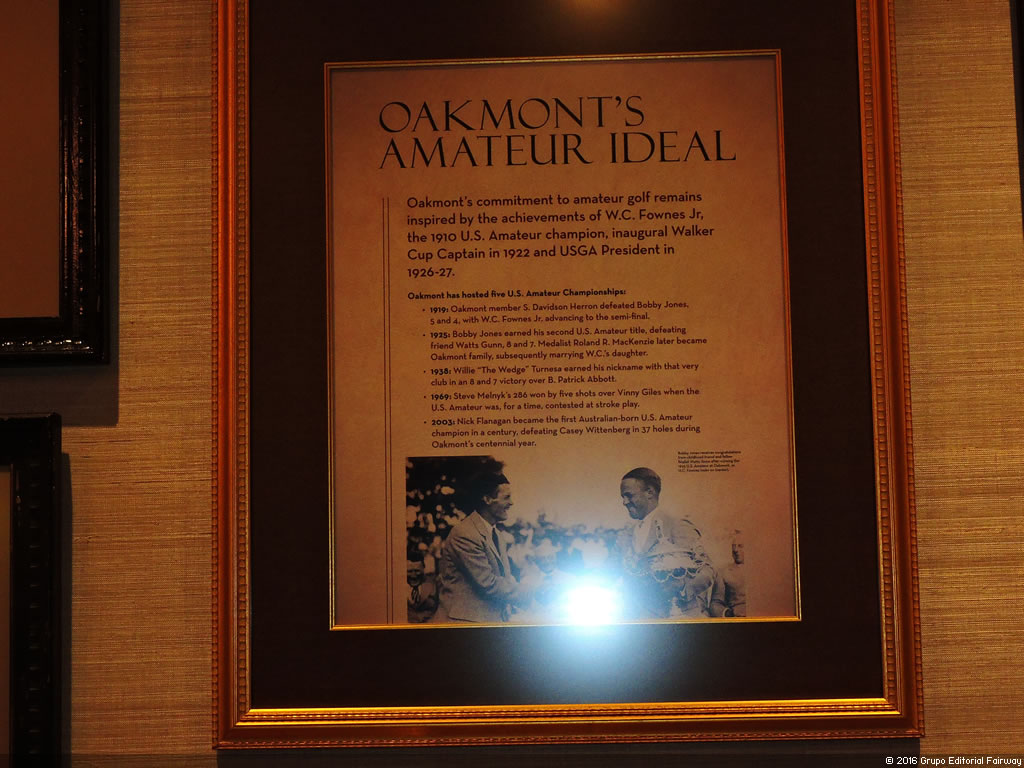 OAKMONT'S
AMATEUR IDEAL
Oakmont's commitment to amateur golf remains
inspired by the achievements of W.C. Fownes Jr,
the 1910 U.S. Amateur champion, inaugural Walker
Cup Captain in 1922 and USGA President in
1926-27.
Oakmont has hosted five U.S. Amateur Championships:
• 1919: Oakmont member S. Davidson Herron defeated Bobby Jones,
5 and 4, with W.C. Fownes Jr, advancing to the semi-final.
• 1925: Bobby Jones earned his second U.S. Amateur title, defeating
friend Watts Gunn, 8 and 7. Medalist Roland R. MacKenzie later became
Oakmont family, subsequently marrying W.C.'s daughter.
• 1938: Willie "The Wedge" Turnesa earned his nickname with that very
club in an 8 and 7 victory over B. Patrick Abbott.
• 1969: Steve Melnyk's 286 won by five shots over Vinny Giles when the
U.S. Amateur was, for a time, contested at stroke play.
• 2003: Nick Flanagan became the first Australian-born U.S. Amateur
champion in a century, defeating Casey Wittenberg in 37 holes during
Oakmont's centennial year.
Bobby Jones receives congratulations
© 2016 Grupo Editorial Fairway